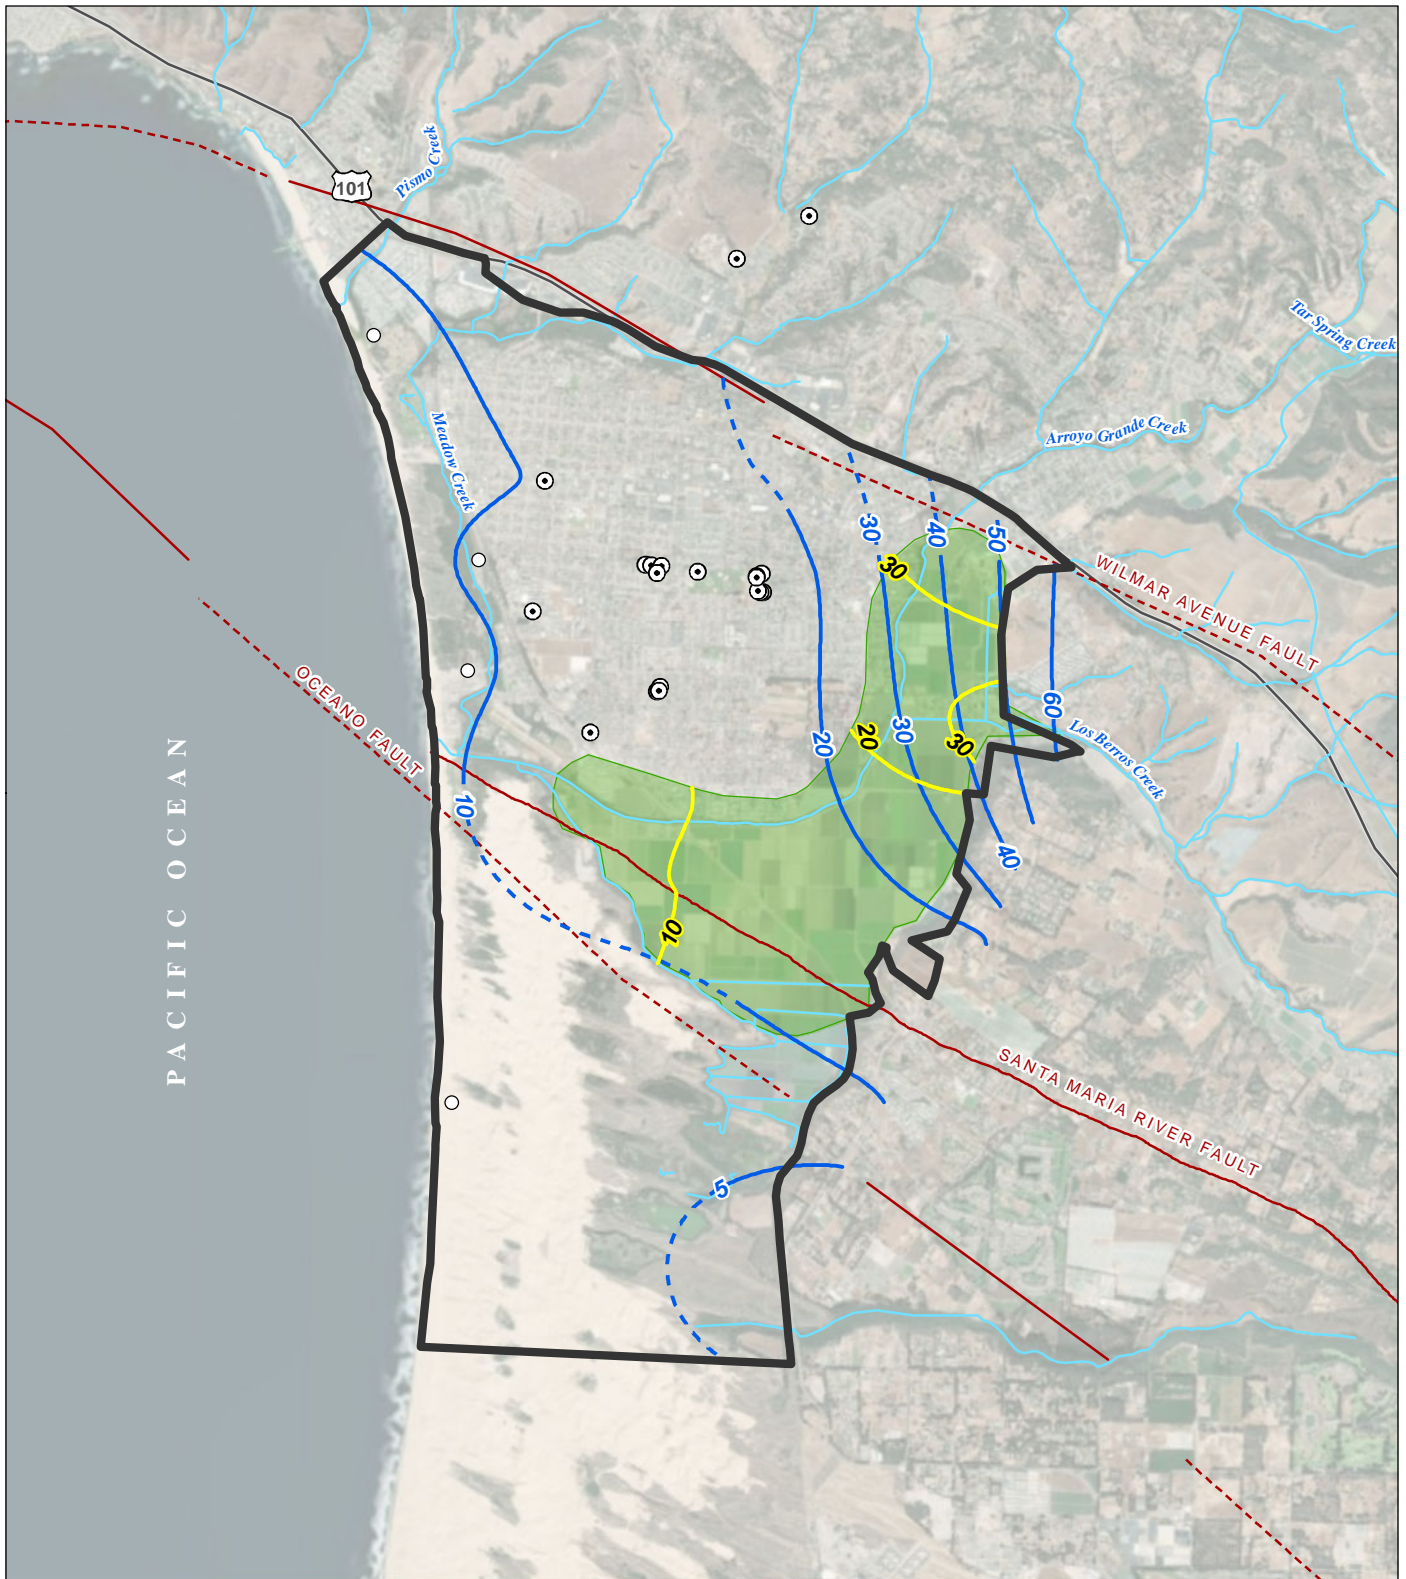 Pismo Creek
101
Tar Spring Creek
Arroyo Grande Creek
Meadow Creek
30
40
50
30
WILMAR AVENUE FAULT
OCEANO FAULT
60
Los Berros Creek
20
20
30
30
PACIFIC OCEAN
10
40
10
SANTA MARIA RIVER FAULT
5